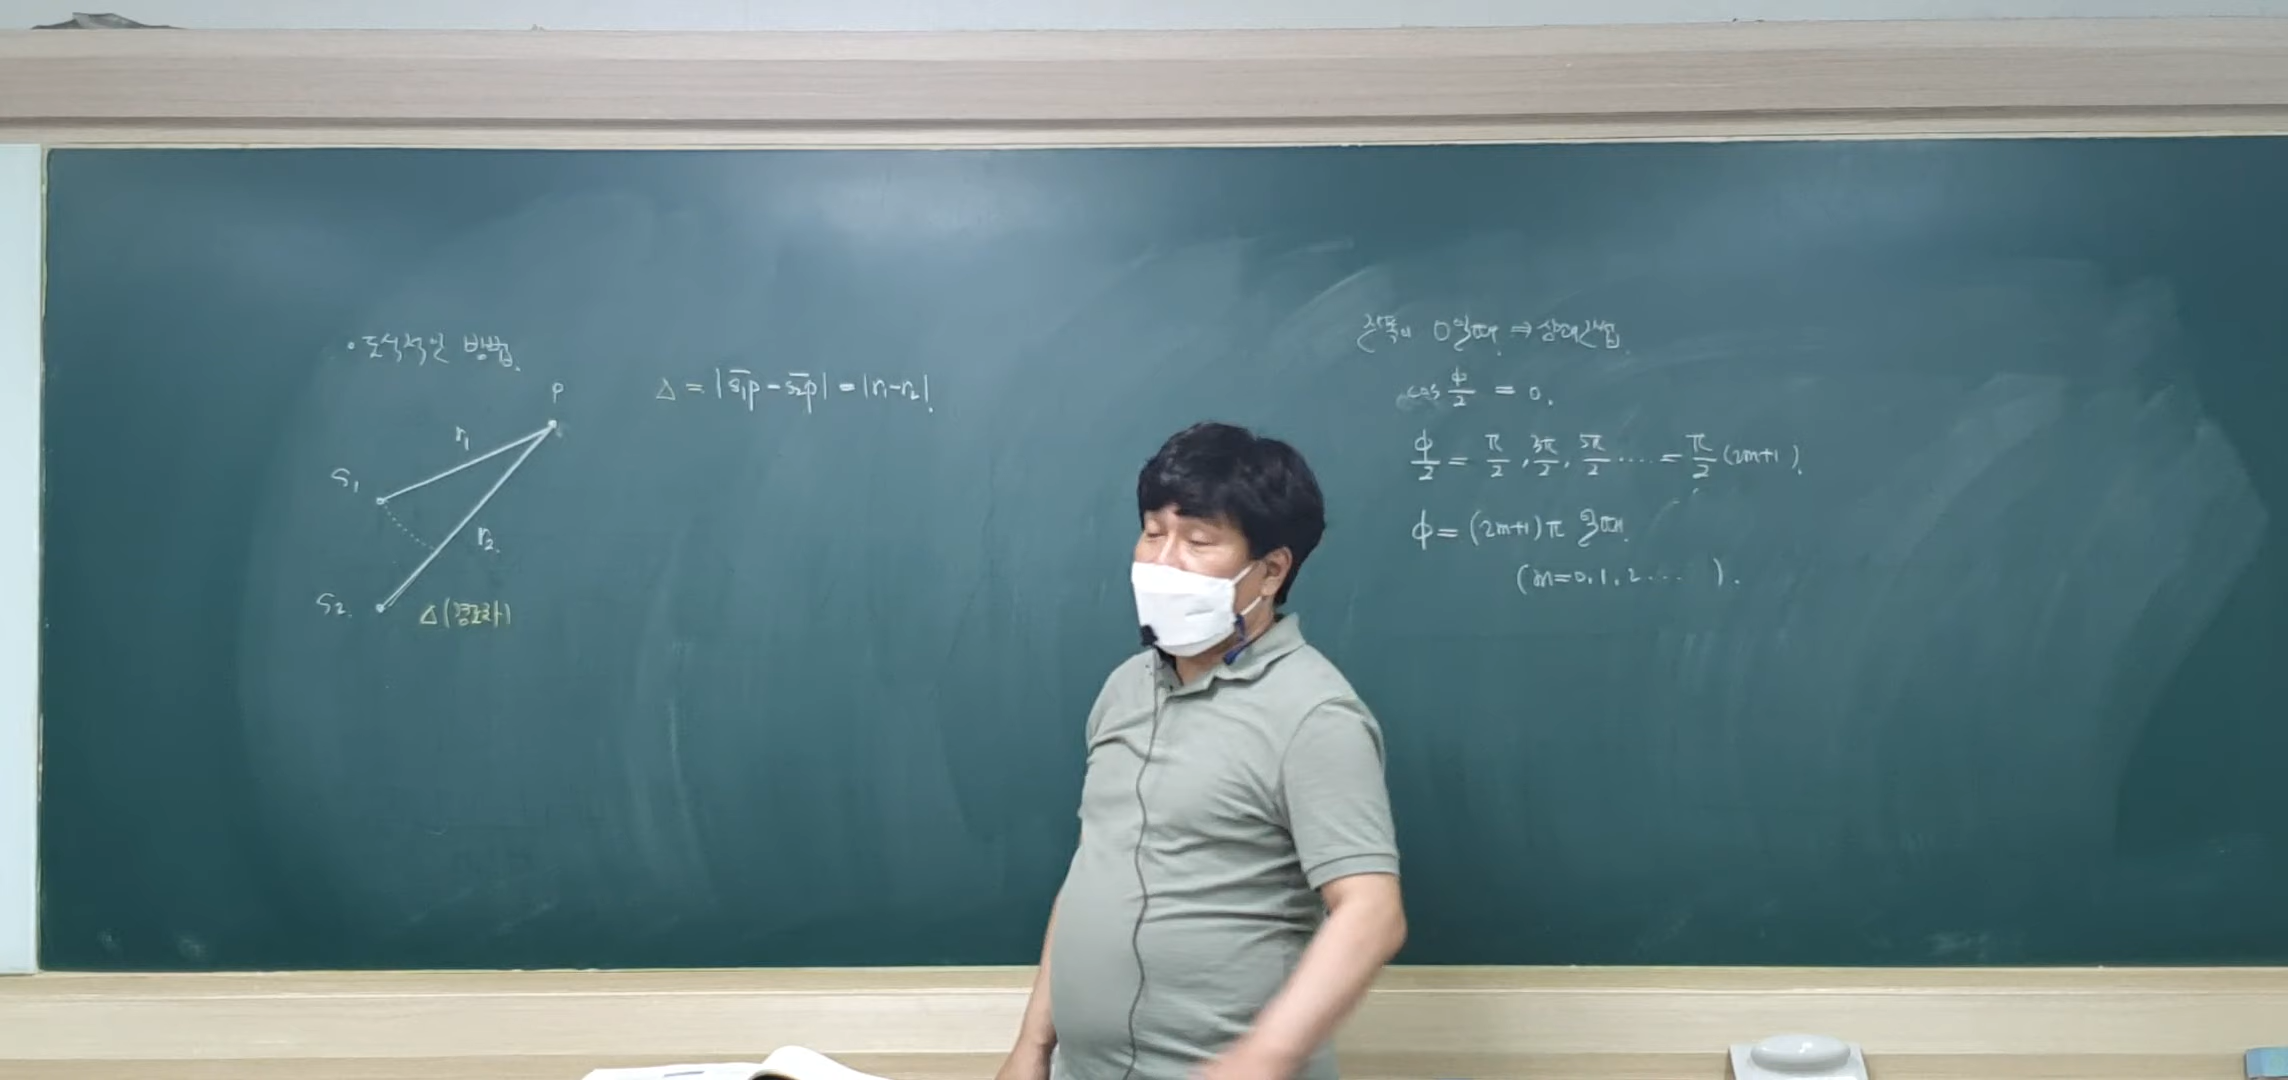 · 도식적인 방법.
P
r₁
S₁
r₂.
S₂.
Δ(경로차)
Δ = |S̅₁P̅ - S̅₂P̅| = |r₁-r₂|.
진폭이 0일때. ⇒ 상쇄간섭.
cos φ/2 = 0.
φ/2 = π/2, 3π/2, 5π/2 .... = π/2 (2m+1).
φ = (2m+1)π 일때.
(m=0,1,2... ).